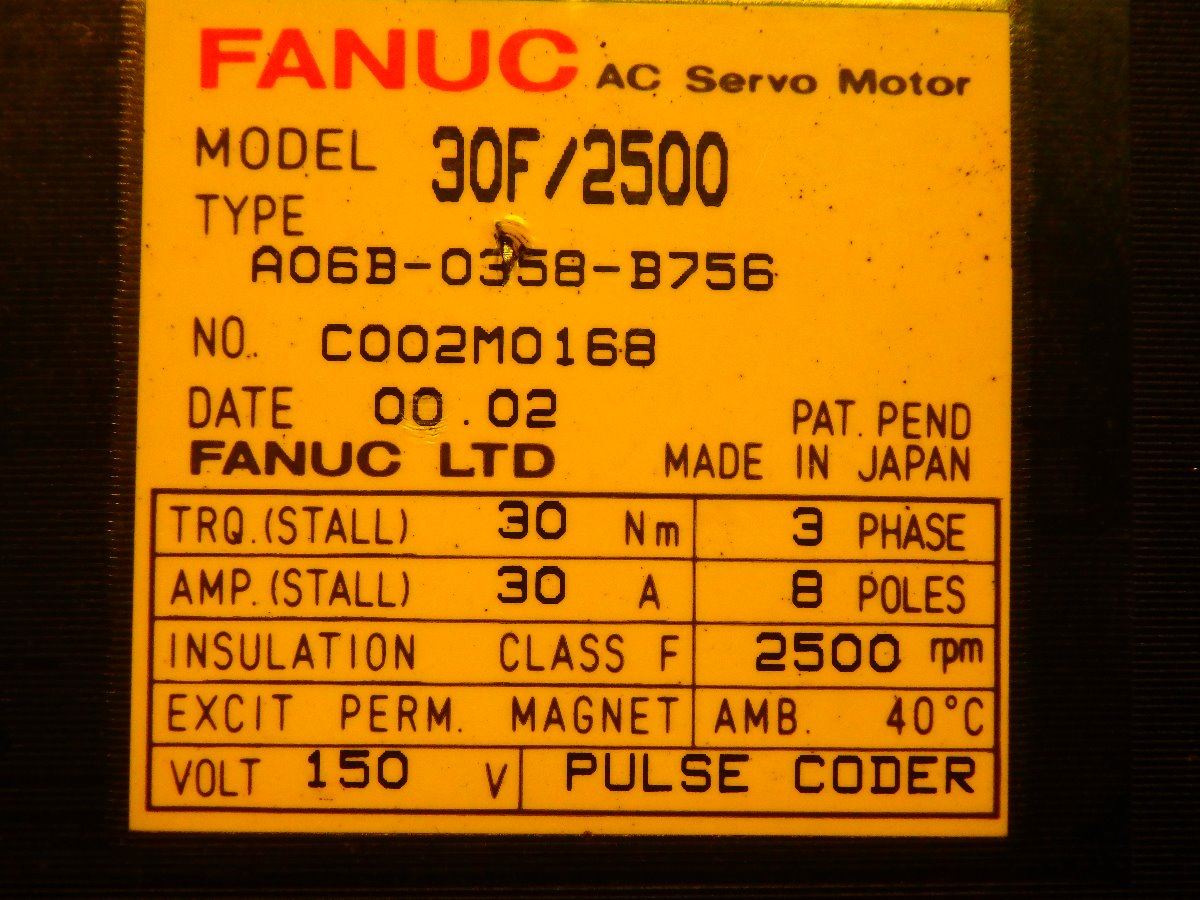 FANUC AC Servo Motor
MODEL 30F/2500
TYPE
A06B-0358-B756
NO. C002M0168
DATE 00.02
PAT. PEND
FANUC LTD MADE IN JAPAN
TRQ.(STALL) 30 Nm 3 PHASE
AMP.(STALL) 30 A 8 POLES
INSULATION CLASS F 2500 rpm
EXCIT PERM. MAGNET AMB. 40°C
VOLT 150 V PULSE CODER